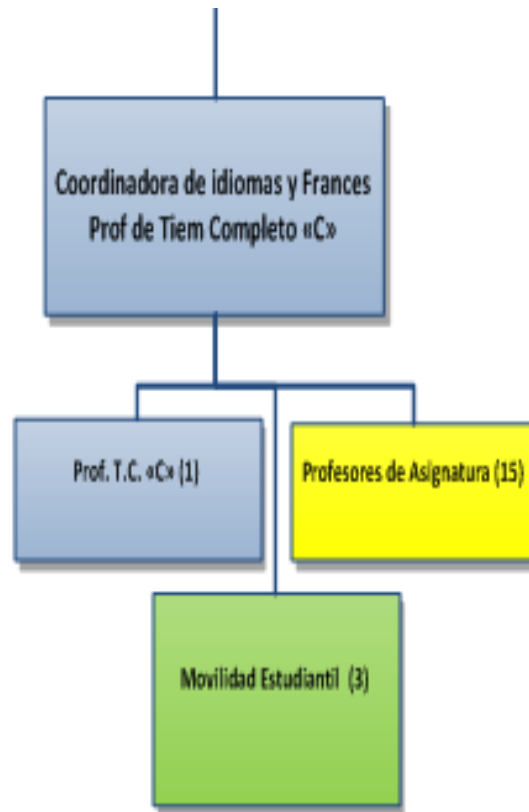 Coordinadora de idiomas y Frances
Prof de Tiem Completo «C»
Prof. T.C. «C» (1)
Profesores de Asignatura (15)
Movilidad Estudiantil (3)